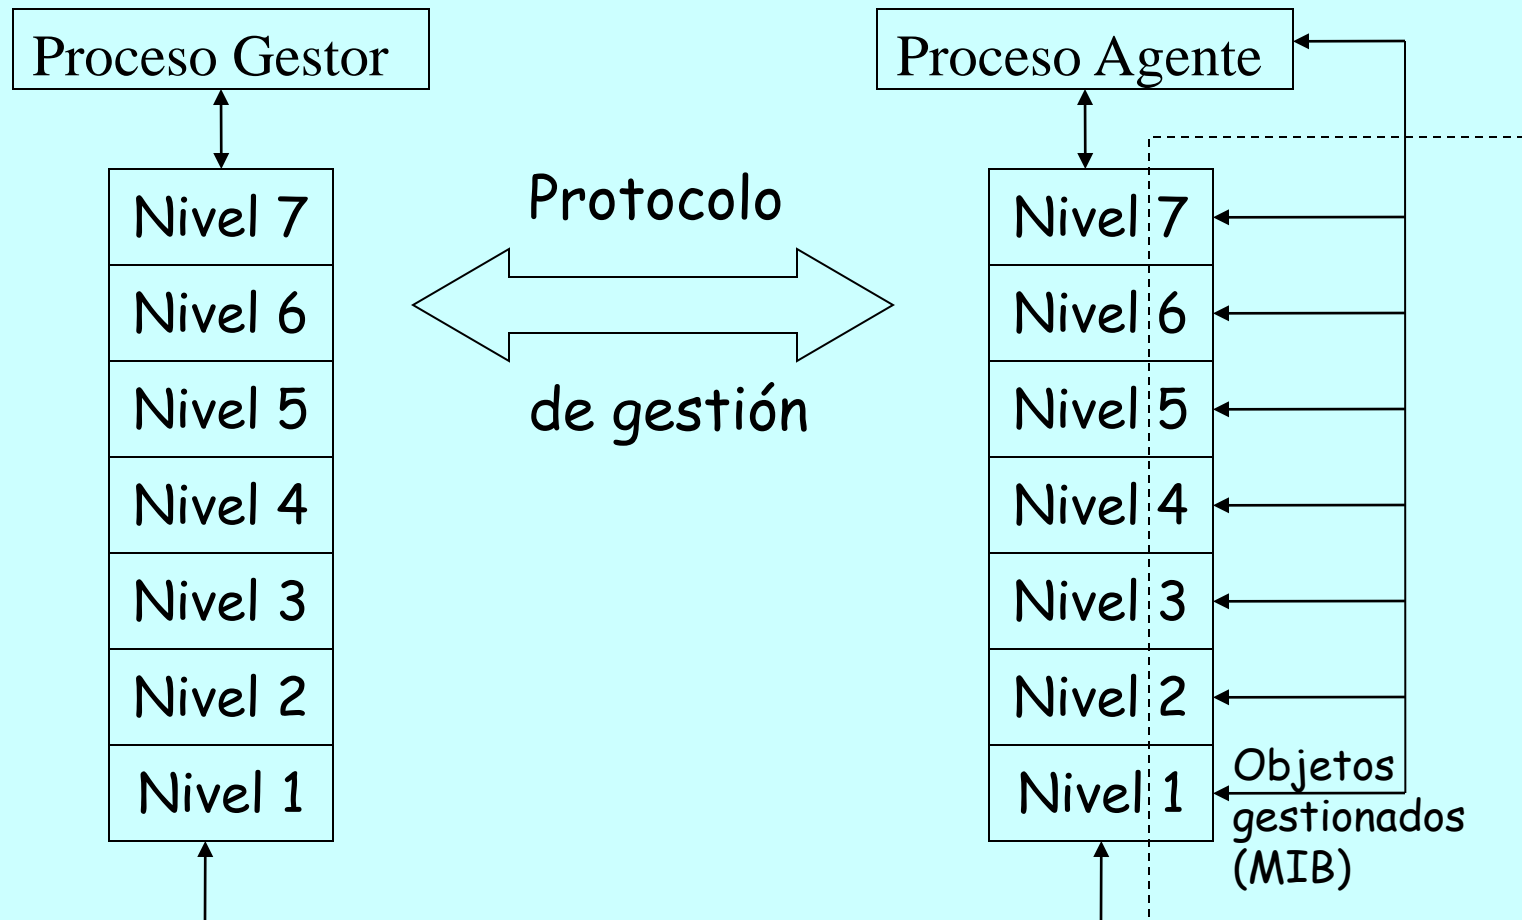 Proceso Gestor
Proceso Agente
Nivel 7
Nivel 6
Nivel 5
Nivel 4
Nivel 3
Nivel 2
Nivel 1
Protocolo
de gestión
Nivel 7
Nivel 6
Nivel 5
Nivel 4
Nivel 3
Nivel 2
Nivel 1
Objetos
gestionados
(MIB)